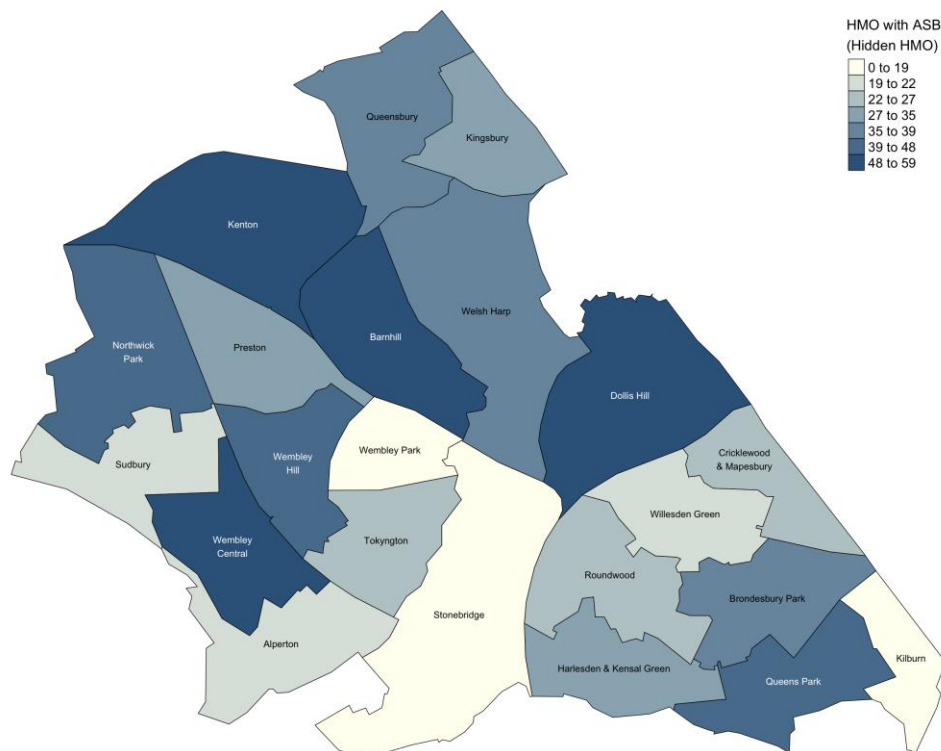 HMO with ASB
(Hidden HMO)
0 to 19
19 to 22
22 to 27
27 to 35
35 to 39
39 to 48
48 to 59
Queensbury
Kingsbury
Kenton
Welsh Harp
Barnhill
Northwick
Park
Preston
Dollis Hill
Wembley Park
Cricklewood
& Mapesbury
Sudbury
Wembley
Hill
Willesden Green
Wembley
Central
Tokyngton
Roundwood
Brondesbury Park
Stonebridge
Alperton
Kilburn
Harlesden & Kensal Green
Queens Park